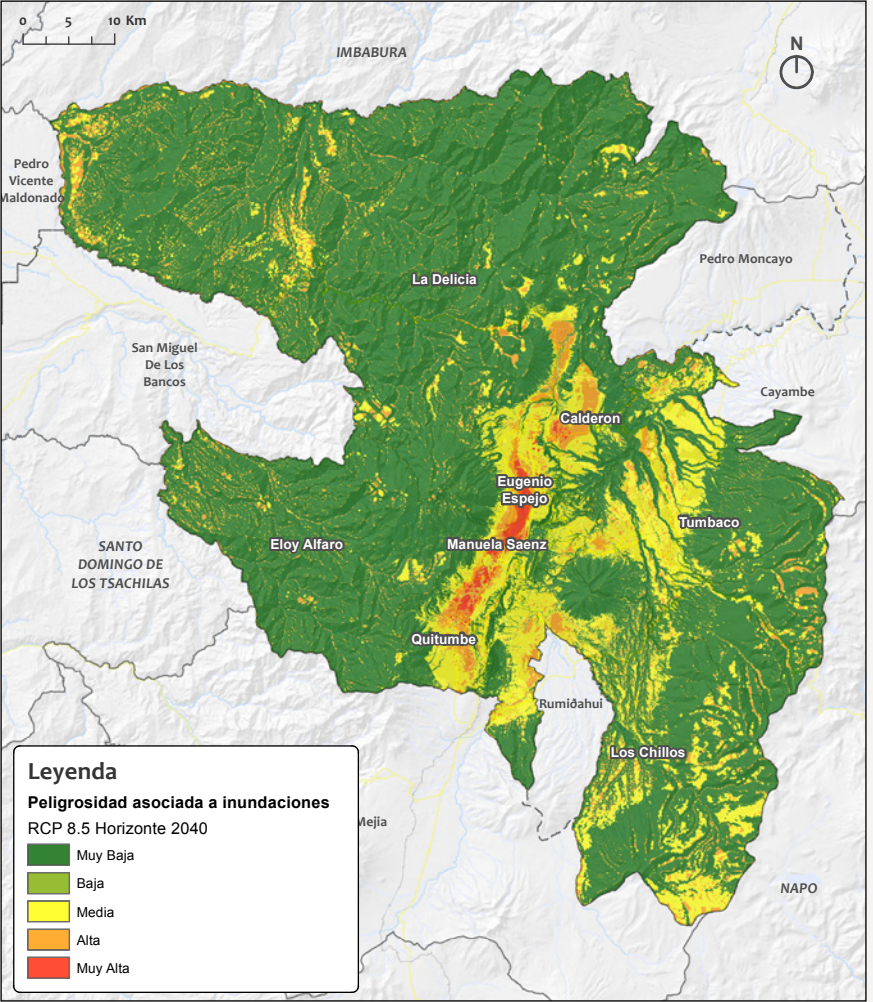 0 5 10 Km
IMBABURA
N
Pedro
Vicente
Maldonado
Pedro Moncayo
La Delicia
San Miguel
De Los
Bancos
Cayambe
Calderon
Eugenio
Espejo
Tumbaco
Manuela Saenz
Eloy Alfaro
SANTO
DOMINGO DE
LOS TSACHILAS
Quitumbe
Rumiðahui
Los Chillos
Mejia
NAPO
Leyenda
Peligrosidad asociada a inundaciones
RCP 8.5 Horizonte 2040
Muy Baja
Baja
Media
Alta
Muy Alta